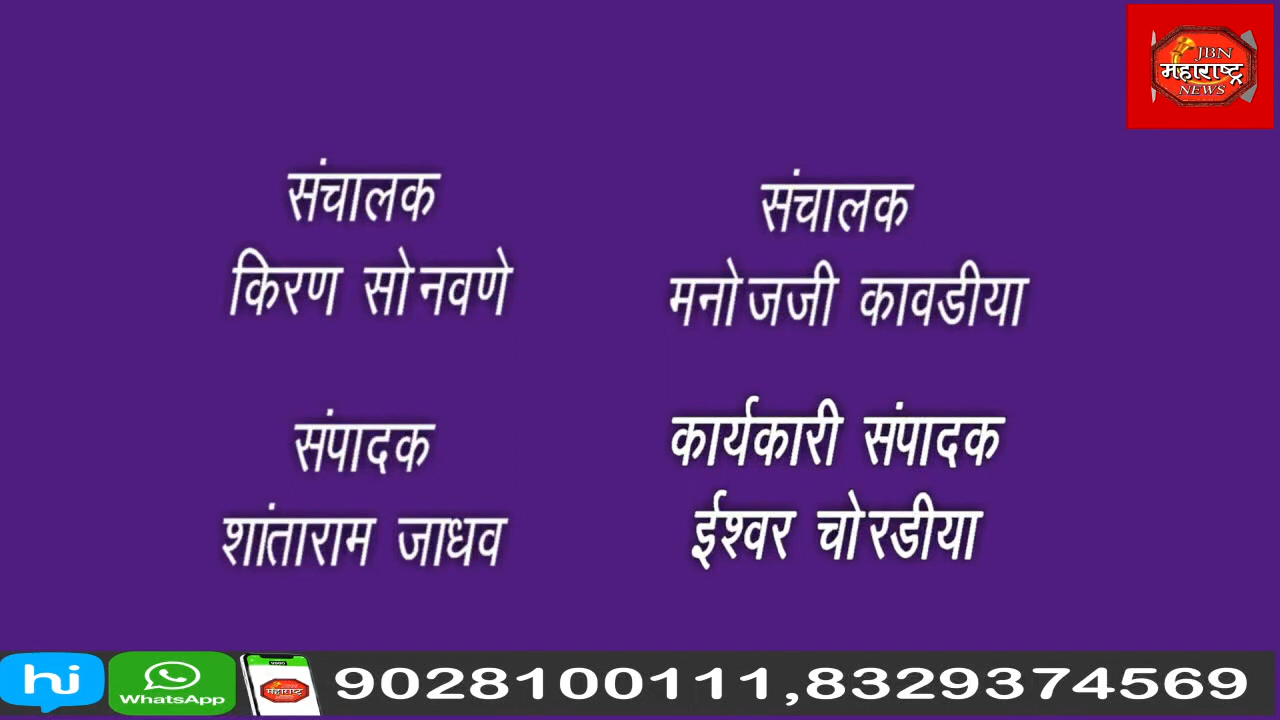 JBN
महाराष्ट्र
NEWS
संचालक
किरण सोनवणे
संचालक
मनोजजी कावडीया
संपादक
शांताराम जाधव
कार्यकारी संपादक
ईश्वर चोरडीया
hi
WhatsApp
महाराष्ट्र
9028100111,8329374569